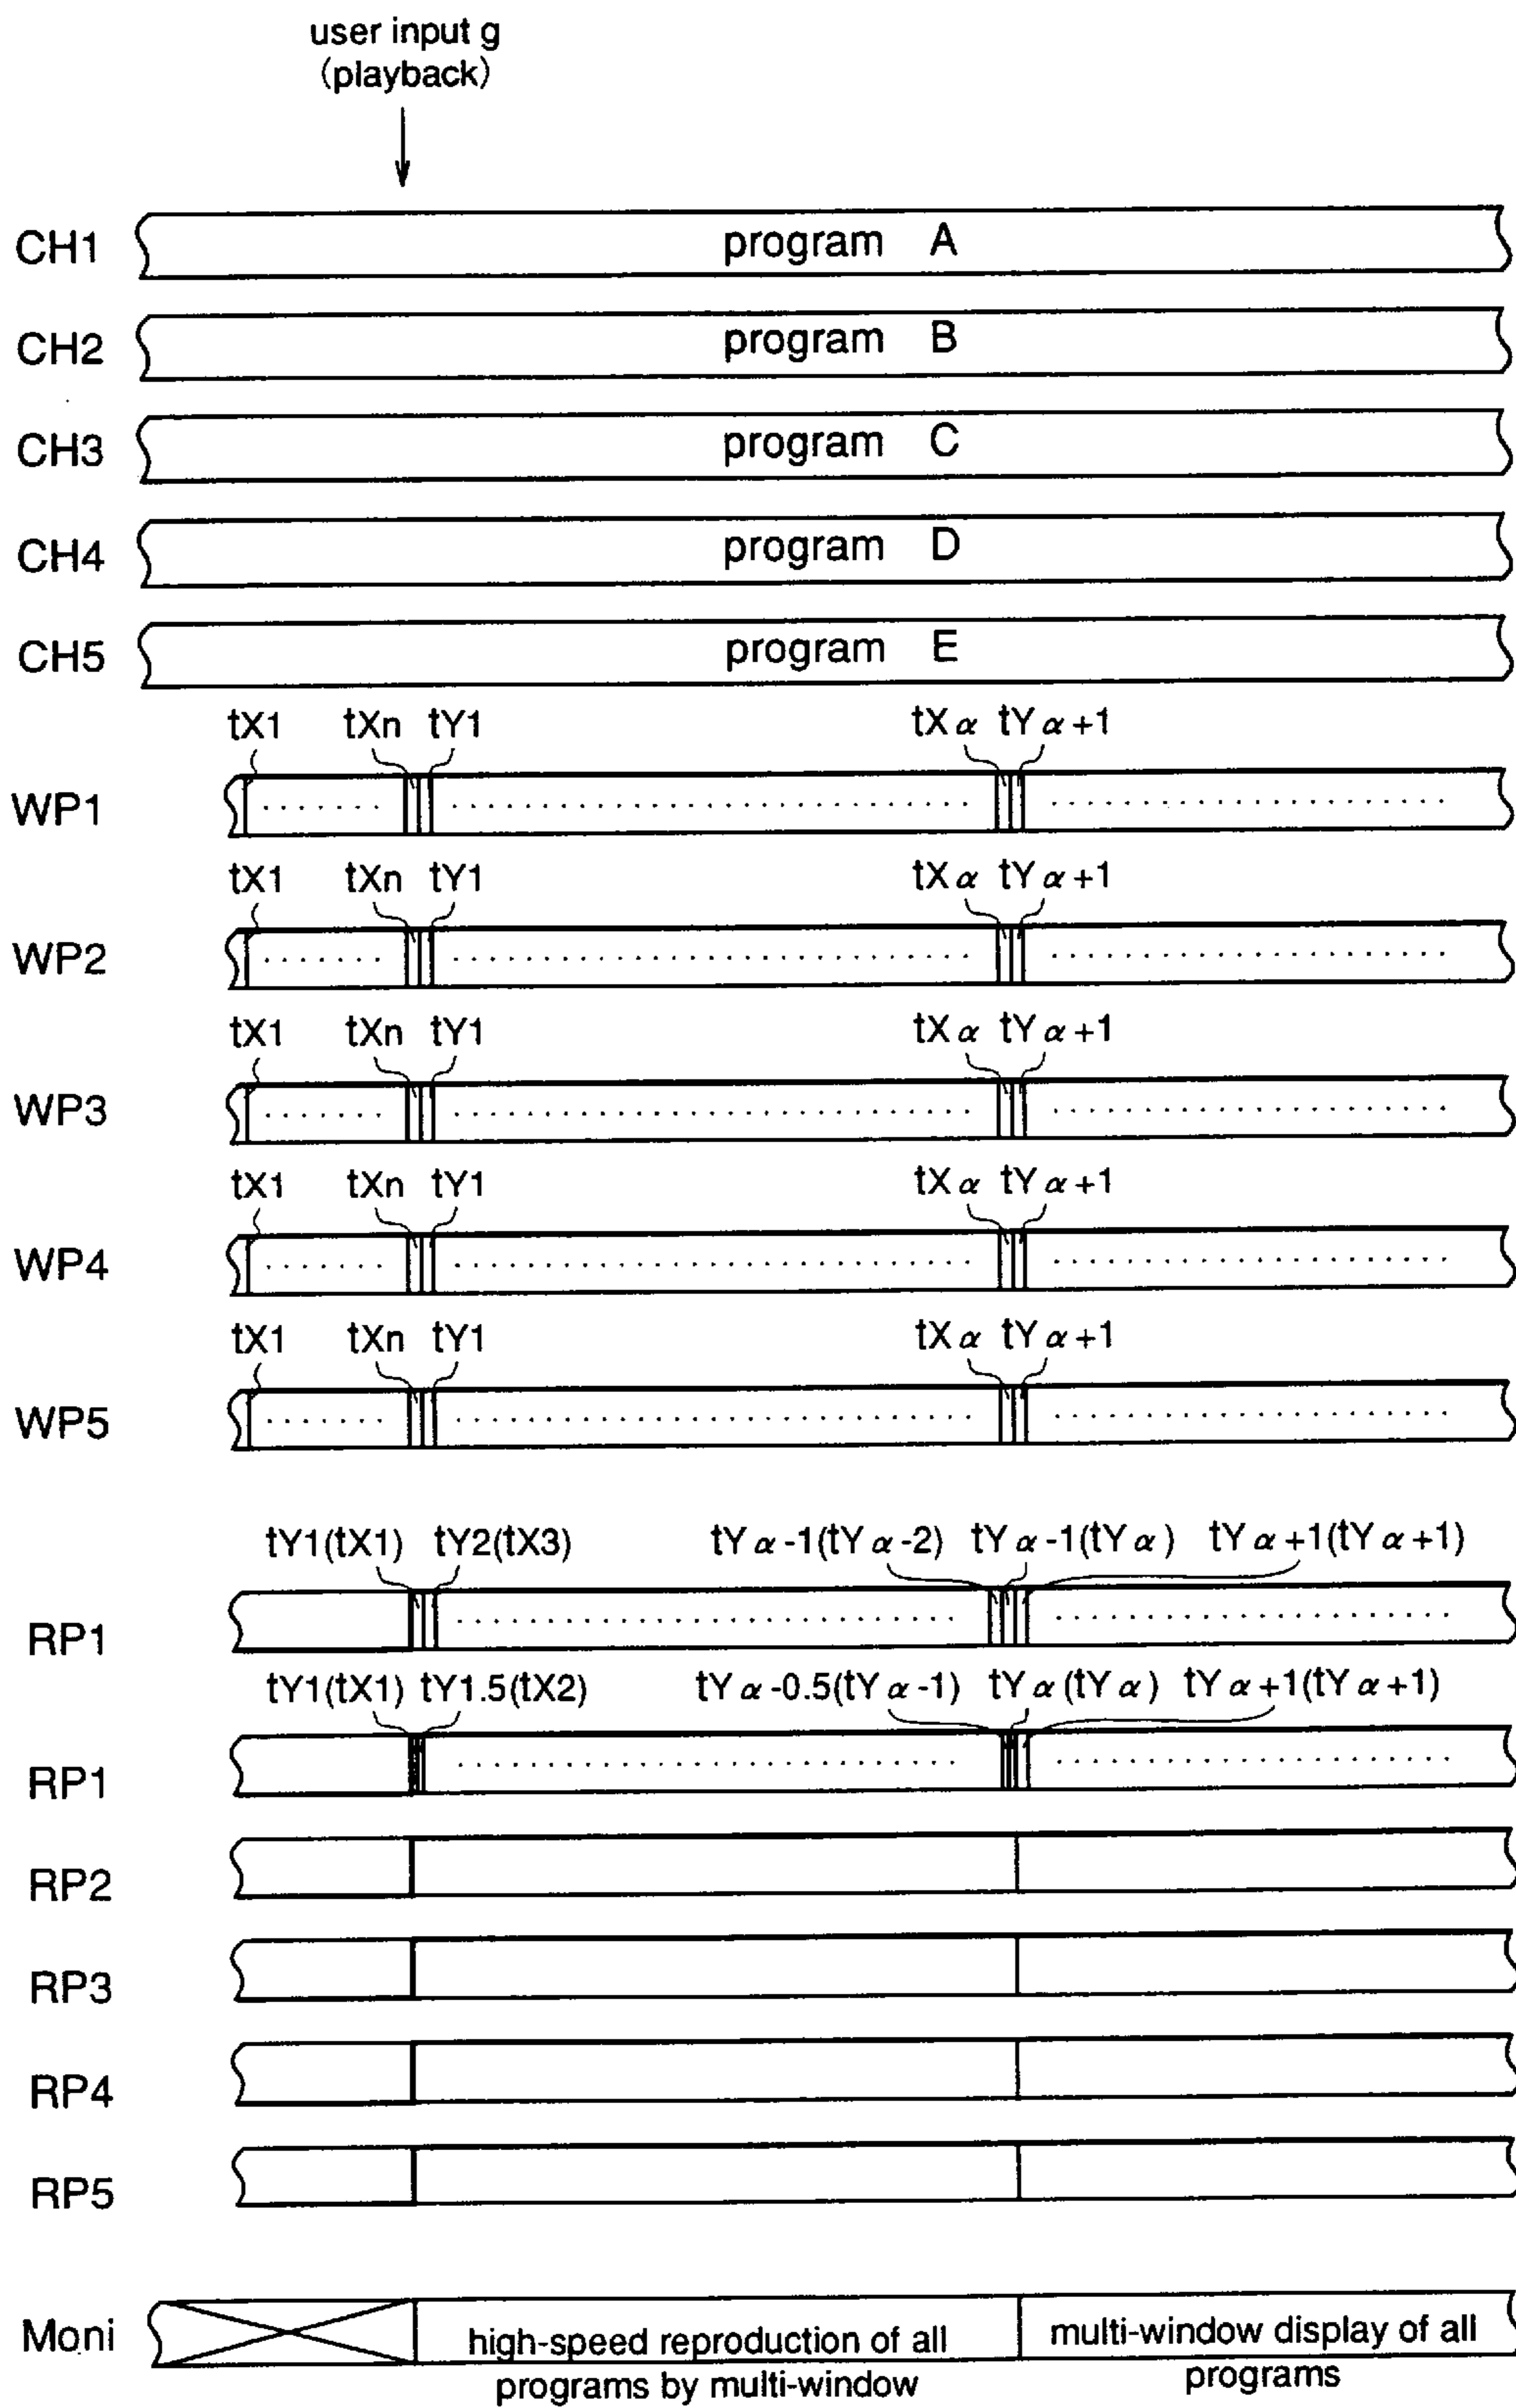 user input g
(playback)
CH1 program A
CH2 program B
CH3 program C
CH4 program D
CH5 program E
tX1 tXn tY1 tXα tYα+1
WP1
tX1 tXn tY1 tXα tYα+1
WP2
tX1 tXn tY1 tXα tYα+1
WP3
tX1 tXn tY1 tXα tYα+1
WP4
tX1 tXn tY1 tXα tYα+1
WP5
tY1(tX1) tY2(tX3) tYα-1(tYα-2) tYα-1(tYα) tYα+1(tYα+1)
RP1
tY1(tX1) tY1.5(tX2) tYα-0.5(tYα-1) tYα(tYα) tYα+1(tYα+1)
RP1
RP2
RP3
RP4
RP5
Moni
high-speed reproduction of all
programs by multi-window
multi-window display of all
programs